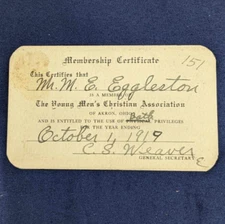 Membership Certificate
151
This Certifies that
Mr. M. E. Eggleston
IS A MEMBER OF
The Young Men's Christian Association
OF AKRON, OHIO
Bath
AND IS ENTITLED TO THE USE OF PRIVILEGES
FOR THE YEAR ENDING
October 1, 1919
C. S. Weaver
GENERAL SECRETARY
E